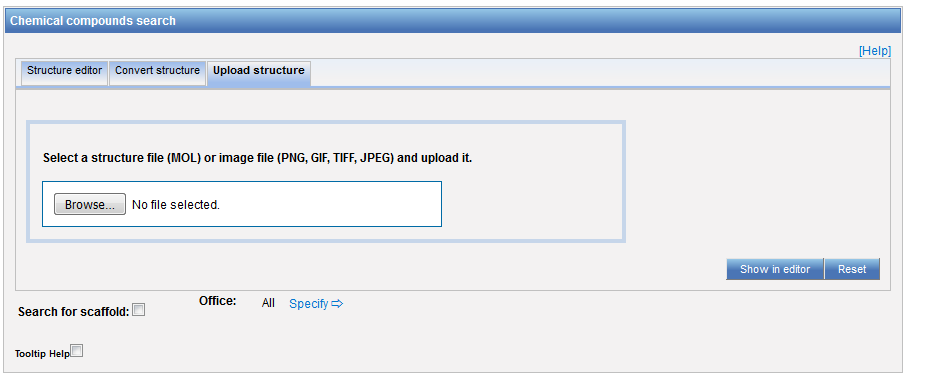 Chemical compounds search
[Help]
Structure editor Convert structure Upload structure
Select a structure file (MOL) or image file (PNG, GIF, TIFF, JPEG) and upload it.
Browse... No file selected.
Show in editor Reset
Search for scaffold: Office: All Specify ⇨
Tooltip Help